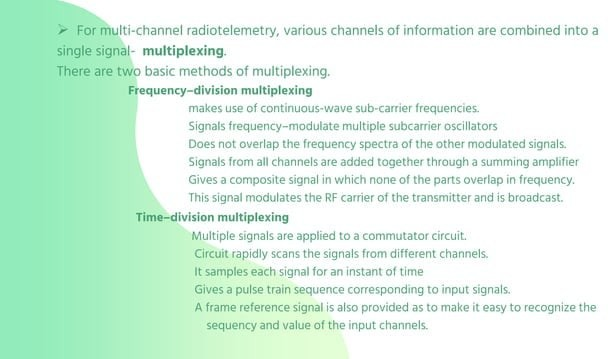 ➢ For multi-channel radiotelemetry, various channels of information are combined into a
single signal- multiplexing.
There are two basic methods of multiplexing.
Frequency–division multiplexing
makes use of continuous-wave sub-carrier frequencies.
Signals frequency–modulate multiple subcarrier oscillators
Does not overlap the frequency spectra of the other modulated signals.
Signals from all channels are added together through a summing amplifier
Gives a composite signal in which none of the parts overlap in frequency.
This signal modulates the RF carrier of the transmitter and is broadcast.
Time–division multiplexing
Multiple signals are applied to a commutator circuit.
Circuit rapidly scans the signals from different channels.
It samples each signal for an instant of time
Gives a pulse train sequence corresponding to input signals.
A frame reference signal is also provided as to make it easy to recognize the
sequency and value of the input channels.